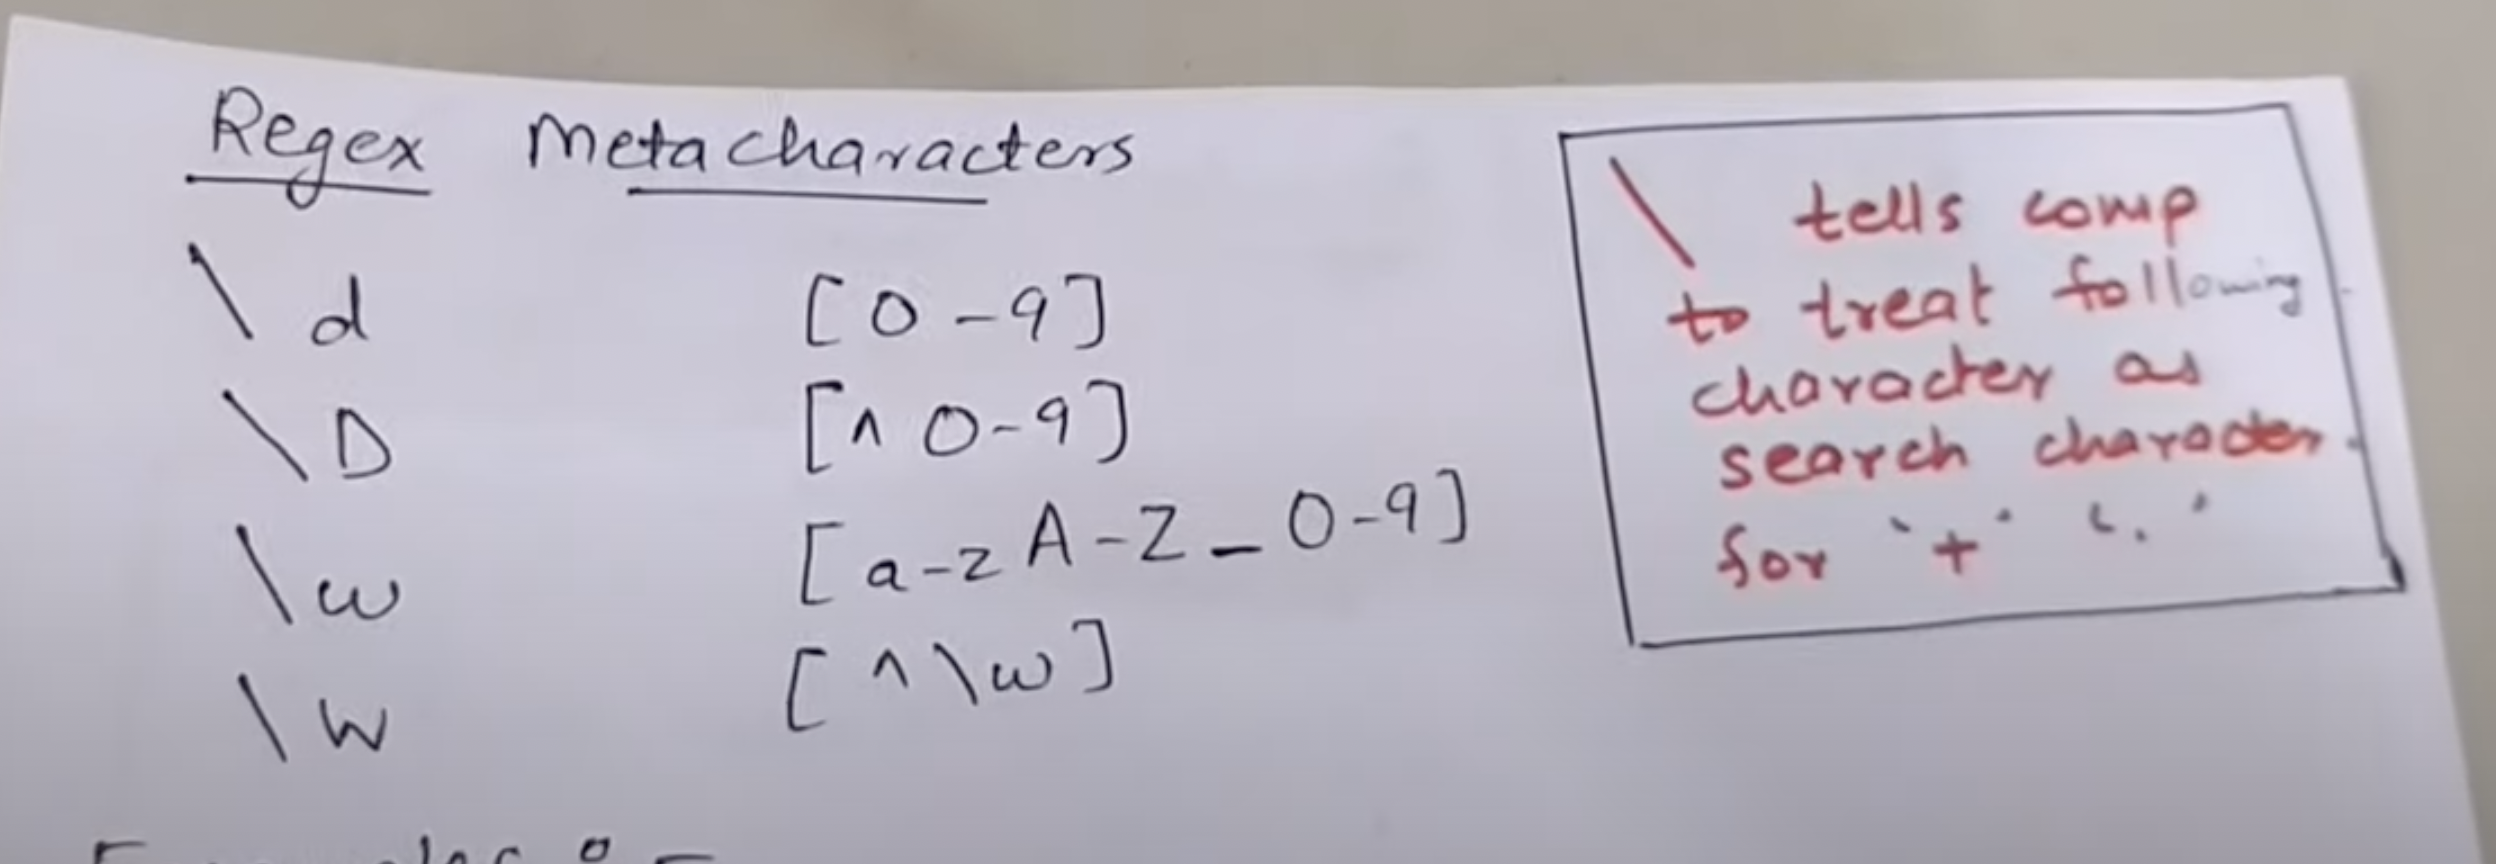 Regex Metacharacters
\d [0-9]
\D [^0-9]
\w [a-zA-Z_0-9]
\W [^\w]
\ tells comp
to treat following
character as
search character.
for '+' '.'